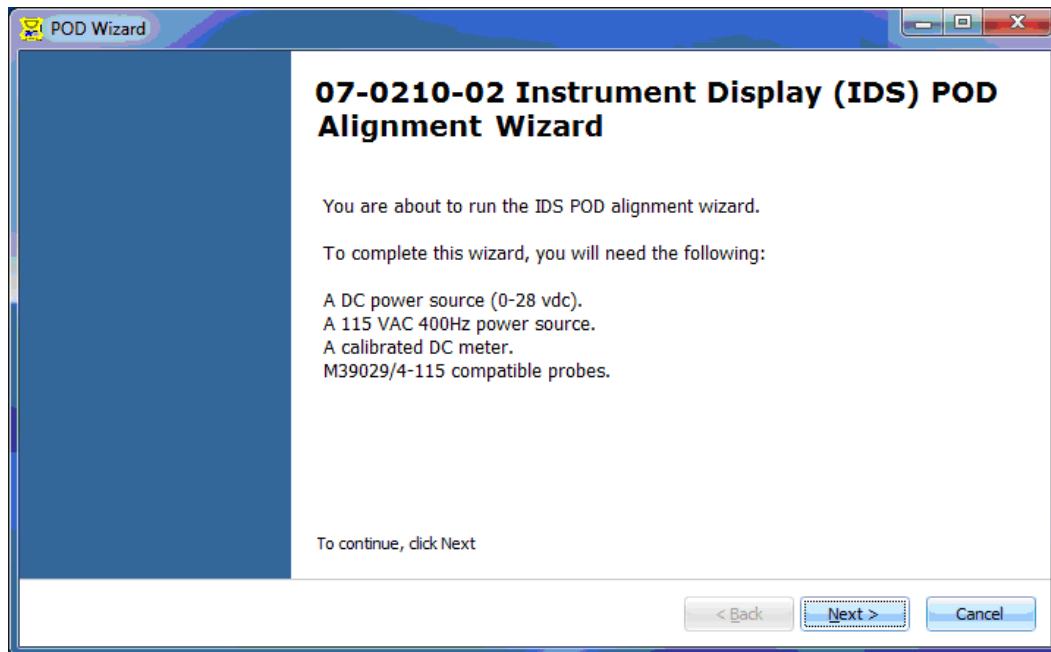 POD Wizard
07-0210-02 Instrument Display (IDS) POD
Alignment Wizard
You are about to run the IDS POD alignment wizard.
To complete this wizard, you will need the following:
A DC power source (0-28 vdc).
A 115 VAC 400Hz power source.
A calibrated DC meter.
M39029/4-115 compatible probes.
To continue, click Next
< Back Next > Cancel